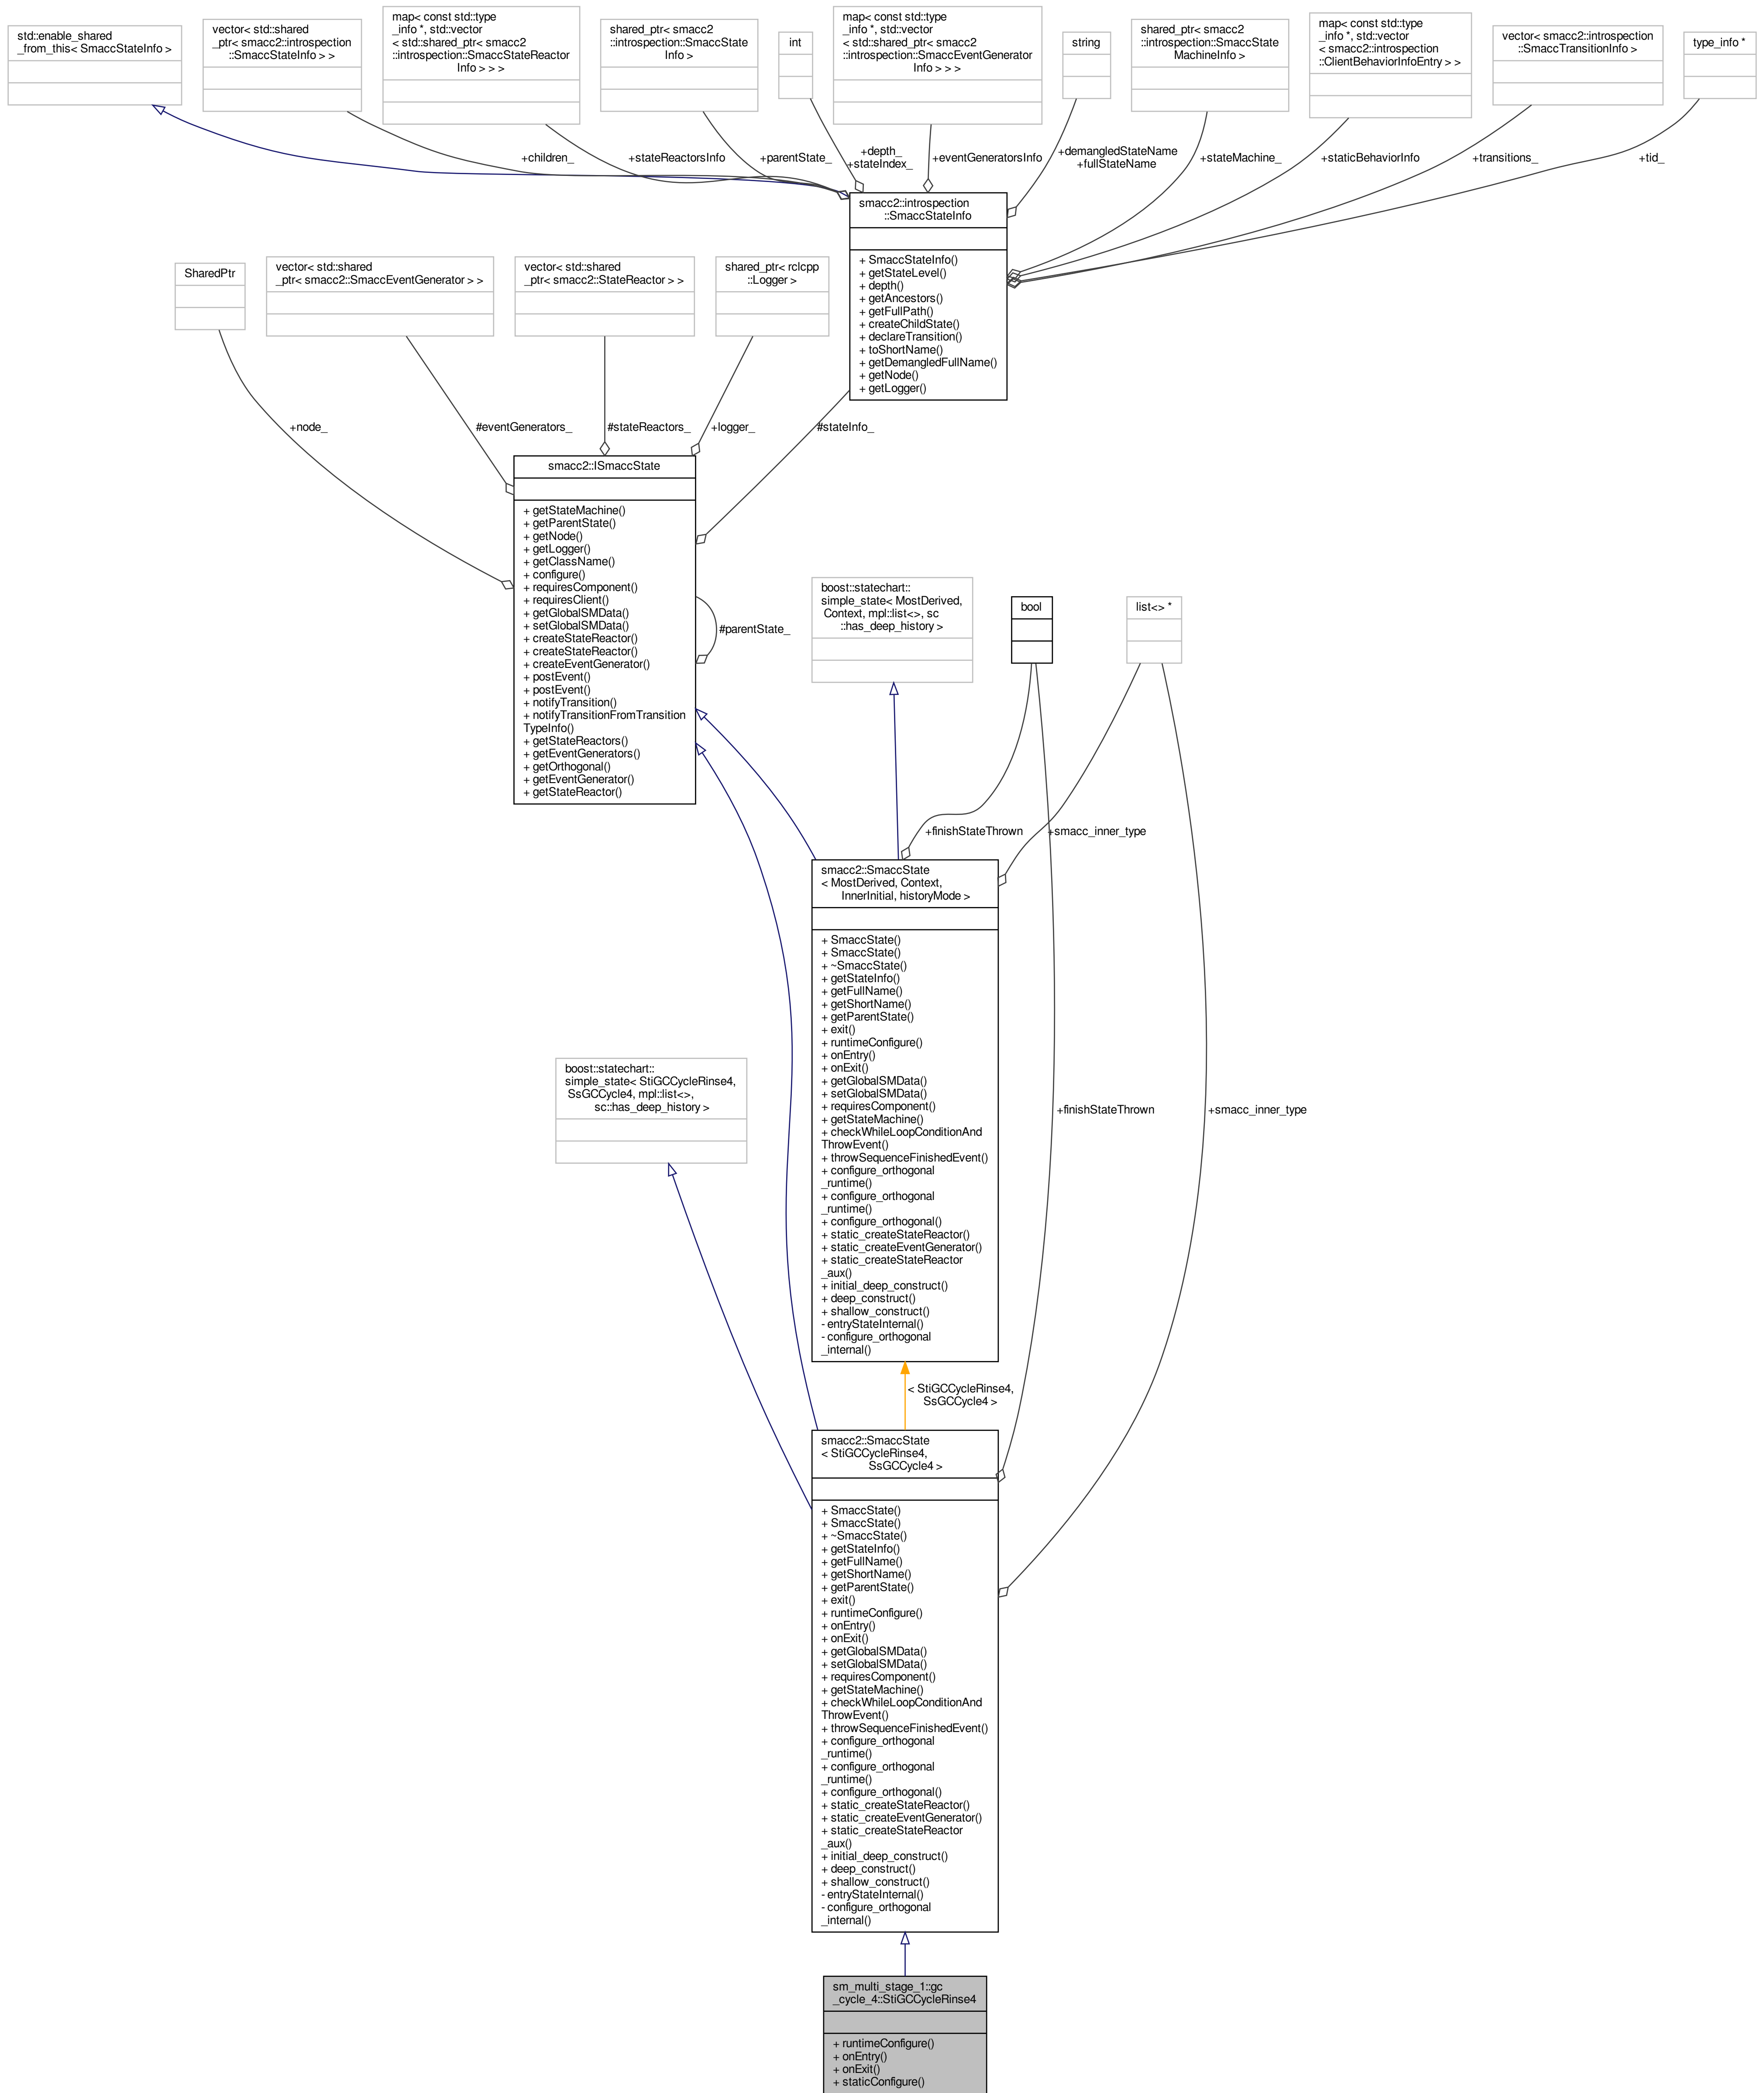 std::enable_shared
_from_this< SmaccStateInfo >
vector< std::shared
_ptr< smacc2::introspection
::SmaccStateInfo > >
map< const std::type
_info *, std::vector
< std::shared_ptr< smacc2
::introspection::SmaccStateReactor
Info > > >
shared_ptr< smacc2
::introspection::SmaccState
Info >
int
map< const std::type
_info *, std::vector
< std::shared_ptr< smacc2
::introspection::SmaccEventGenerator
Info > > >
string
shared_ptr< smacc2
::introspection::SmaccState
MachineInfo >
map< const std::type
_info *, std::vector
< smacc2::introspection
::ClientBehaviorInfoEntry > >
vector< smacc2::introspection
::SmaccTransitionInfo >
type_info *
+children_
+stateReactorsInfo
+parentState_
+depth_
+stateIndex_
+eventGeneratorsInfo
+demangledStateName
+fullStateName
+stateMachine_
+staticBehaviorInfo
+transitions_
+tid_
smacc2::introspection
::SmaccStateInfo
+ SmaccStateInfo()
+ getStateLevel()
+ depth()
+ getAncestors()
+ getFullPath()
+ createChildState()
+ declareTransition()
+ toShortName()
+ getDemangledFullName()
+ getNode()
+ getLogger()
SharedPtr
vector< std::shared
_ptr< smacc2::SmaccEventGenerator > >
vector< std::shared
_ptr< smacc2::StateReactor > >
shared_ptr< rclcpp
::Logger >
+node_
#eventGenerators_
#stateReactors_
+logger_
#stateInfo_
smacc2::ISmaccState
+ getStateMachine()
+ getParentState()
+ getNode()
+ getLogger()
+ getClassName()
+ configure()
+ requiresComponent()
+ requiresClient()
+ getGlobalSMData()
+ setGlobalSMData()
+ createStateReactor()
+ createStateReactor()
+ createEventGenerator()
+ postEvent()
+ postEvent()
+ notifyTransition()
+ notifyTransitionFromTransition
TypeInfo()
+ getStateReactors()
+ getEventGenerators()
+ getOrthogonal()
+ getEventGenerator()
+ getStateReactor()
#parentState_
boost::statechart::
simple_state< MostDerived,
Context, mpl::list<>, sc
::has_deep_history >
bool
list<> *
+finishStateThrown
+smacc_inner_type
smacc2::SmaccState
< MostDerived, Context,
InnerInitial, historyMode >
+ SmaccState()
+ SmaccState()
+ ~SmaccState()
+ getStateInfo()
+ getFullName()
+ getShortName()
+ getParentState()
+ exit()
+ runtimeConfigure()
+ onEntry()
+ onExit()
+ getGlobalSMData()
+ setGlobalSMData()
+ requiresComponent()
+ getStateMachine()
+ checkWhileLoopConditionAnd
ThrowEvent()
+ throwSequenceFinishedEvent()
+ configure_orthogonal
_runtime()
+ configure_orthogonal
_runtime()
+ configure_orthogonal()
+ static_createStateReactor()
+ static_createEventGenerator()
+ static_createStateReactor
_aux()
+ initial_deep_construct()
+ deep_construct()
+ shallow_construct()
- entryStateInternal()
- configure_orthogonal
_internal()
boost::statechart::
simple_state< StiGCCycleRinse4,
SsGCCycle4, mpl::list<>,
sc::has_deep_history >
+finishStateThrown
+smacc_inner_type
< StiGCCycleRinse4,
SsGCCycle4 >
smacc2::SmaccState
< StiGCCycleRinse4,
SsGCCycle4 >
+ SmaccState()
+ SmaccState()
+ ~SmaccState()
+ getStateInfo()
+ getFullName()
+ getShortName()
+ getParentState()
+ exit()
+ runtimeConfigure()
+ onEntry()
+ onExit()
+ getGlobalSMData()
+ setGlobalSMData()
+ requiresComponent()
+ getStateMachine()
+ checkWhileLoopConditionAnd
ThrowEvent()
+ throwSequenceFinishedEvent()
+ configure_orthogonal
_runtime()
+ configure_orthogonal
_runtime()
+ configure_orthogonal()
+ static_createStateReactor()
+ static_createEventGenerator()
+ static_createStateReactor
_aux()
+ initial_deep_construct()
+ deep_construct()
+ shallow_construct()
- entryStateInternal()
- configure_orthogonal
_internal()
sm_multi_stage_1::gc
_cycle_4::StiGCCycleRinse4
+ runtimeConfigure()
+ onEntry()
+ onExit()
+ staticConfigure()